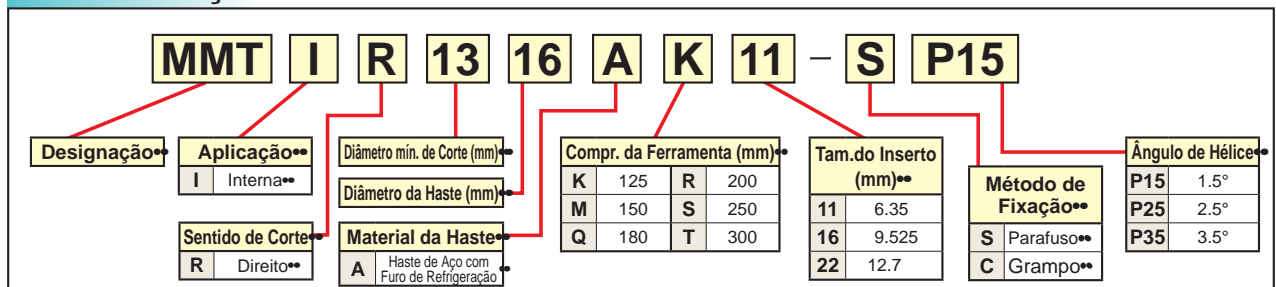 MMT I R 13 16 A K 11 – S P15
Designação
Aplicação
I Interna
Sentido de Corte
R Direito
Diâmetro mín. de Corte (mm)
Diâmetro da Haste (mm)
Material da Haste
A Haste de Aço com
Furo de Refrigeração
Compr. da Ferramenta (mm)
K 125 R 200
M 150 S 250
Q 180 T 300
Tam.do Inserto
(mm)
11 6.35
16 9.525
22 12.7
Método de
Fixação
S Parafuso
C Grampo
Ângulo de Hélice
P15 1.5°
P25 2.5°
P35 3.5°